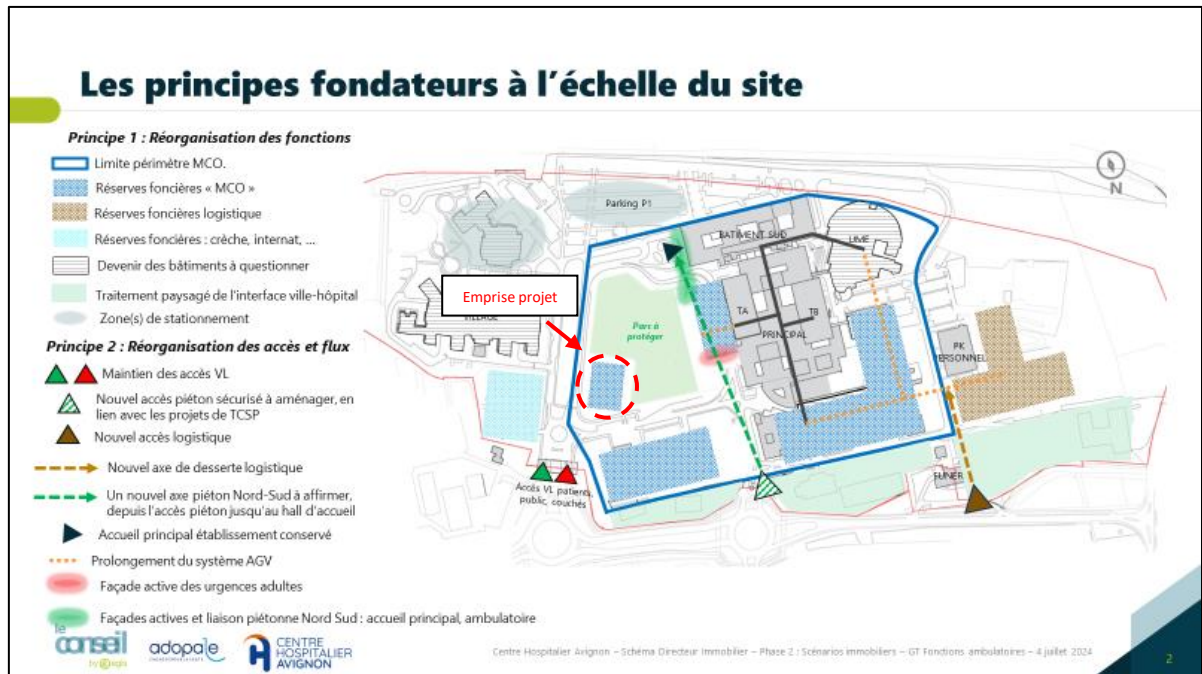 Les principes fondateurs à l'échelle du site
Principe 1 : Réorganisation des fonctions
Limite périmètre MCO.
Réserves foncières « MCO »
Réserves foncières logistique
Réserves foncières : crèche, internat, ...
Devenir des bâtiments à questionner
Traitement paysagé de l'interface ville-hôpital
Zone(s) de stationnement
Principe 2 : Réorganisation des accès et flux
Maintien des accès VL
Nouvel accès piéton sécurisé à aménager, en
lien avec les projets de TCSP
Nouvel accès logistique
Nouvel axe de desserte logistique
Un nouvel axe piéton Nord-Sud à affirmer,
depuis l'accès piéton jusqu'au hall d'accueil
Accueil principal établissement conservé
Prolongement du système AGV
Façade active des urgences adultes
Façades actives et liaison piétonne Nord Sud : accueil principal, ambulatoire
N
Parking P1
BATIMENT SUD
UME
Emprise projet
VILLAGE
Parc à
protéger
TA
TB
PRINCIPAL
PK
PERSONNEL
Accès VL patients,
public, couchés
SUNER
le
conseil
by egis
adopale
CENTRE
HOSPITALIER
AVIGNON
Centre Hospitalier Avignon – Schéma Directeur Immobilier – Phase 2 : Scénarios immobiliers – GT Fonctions ambulatoires – 4 juillet 2024
2